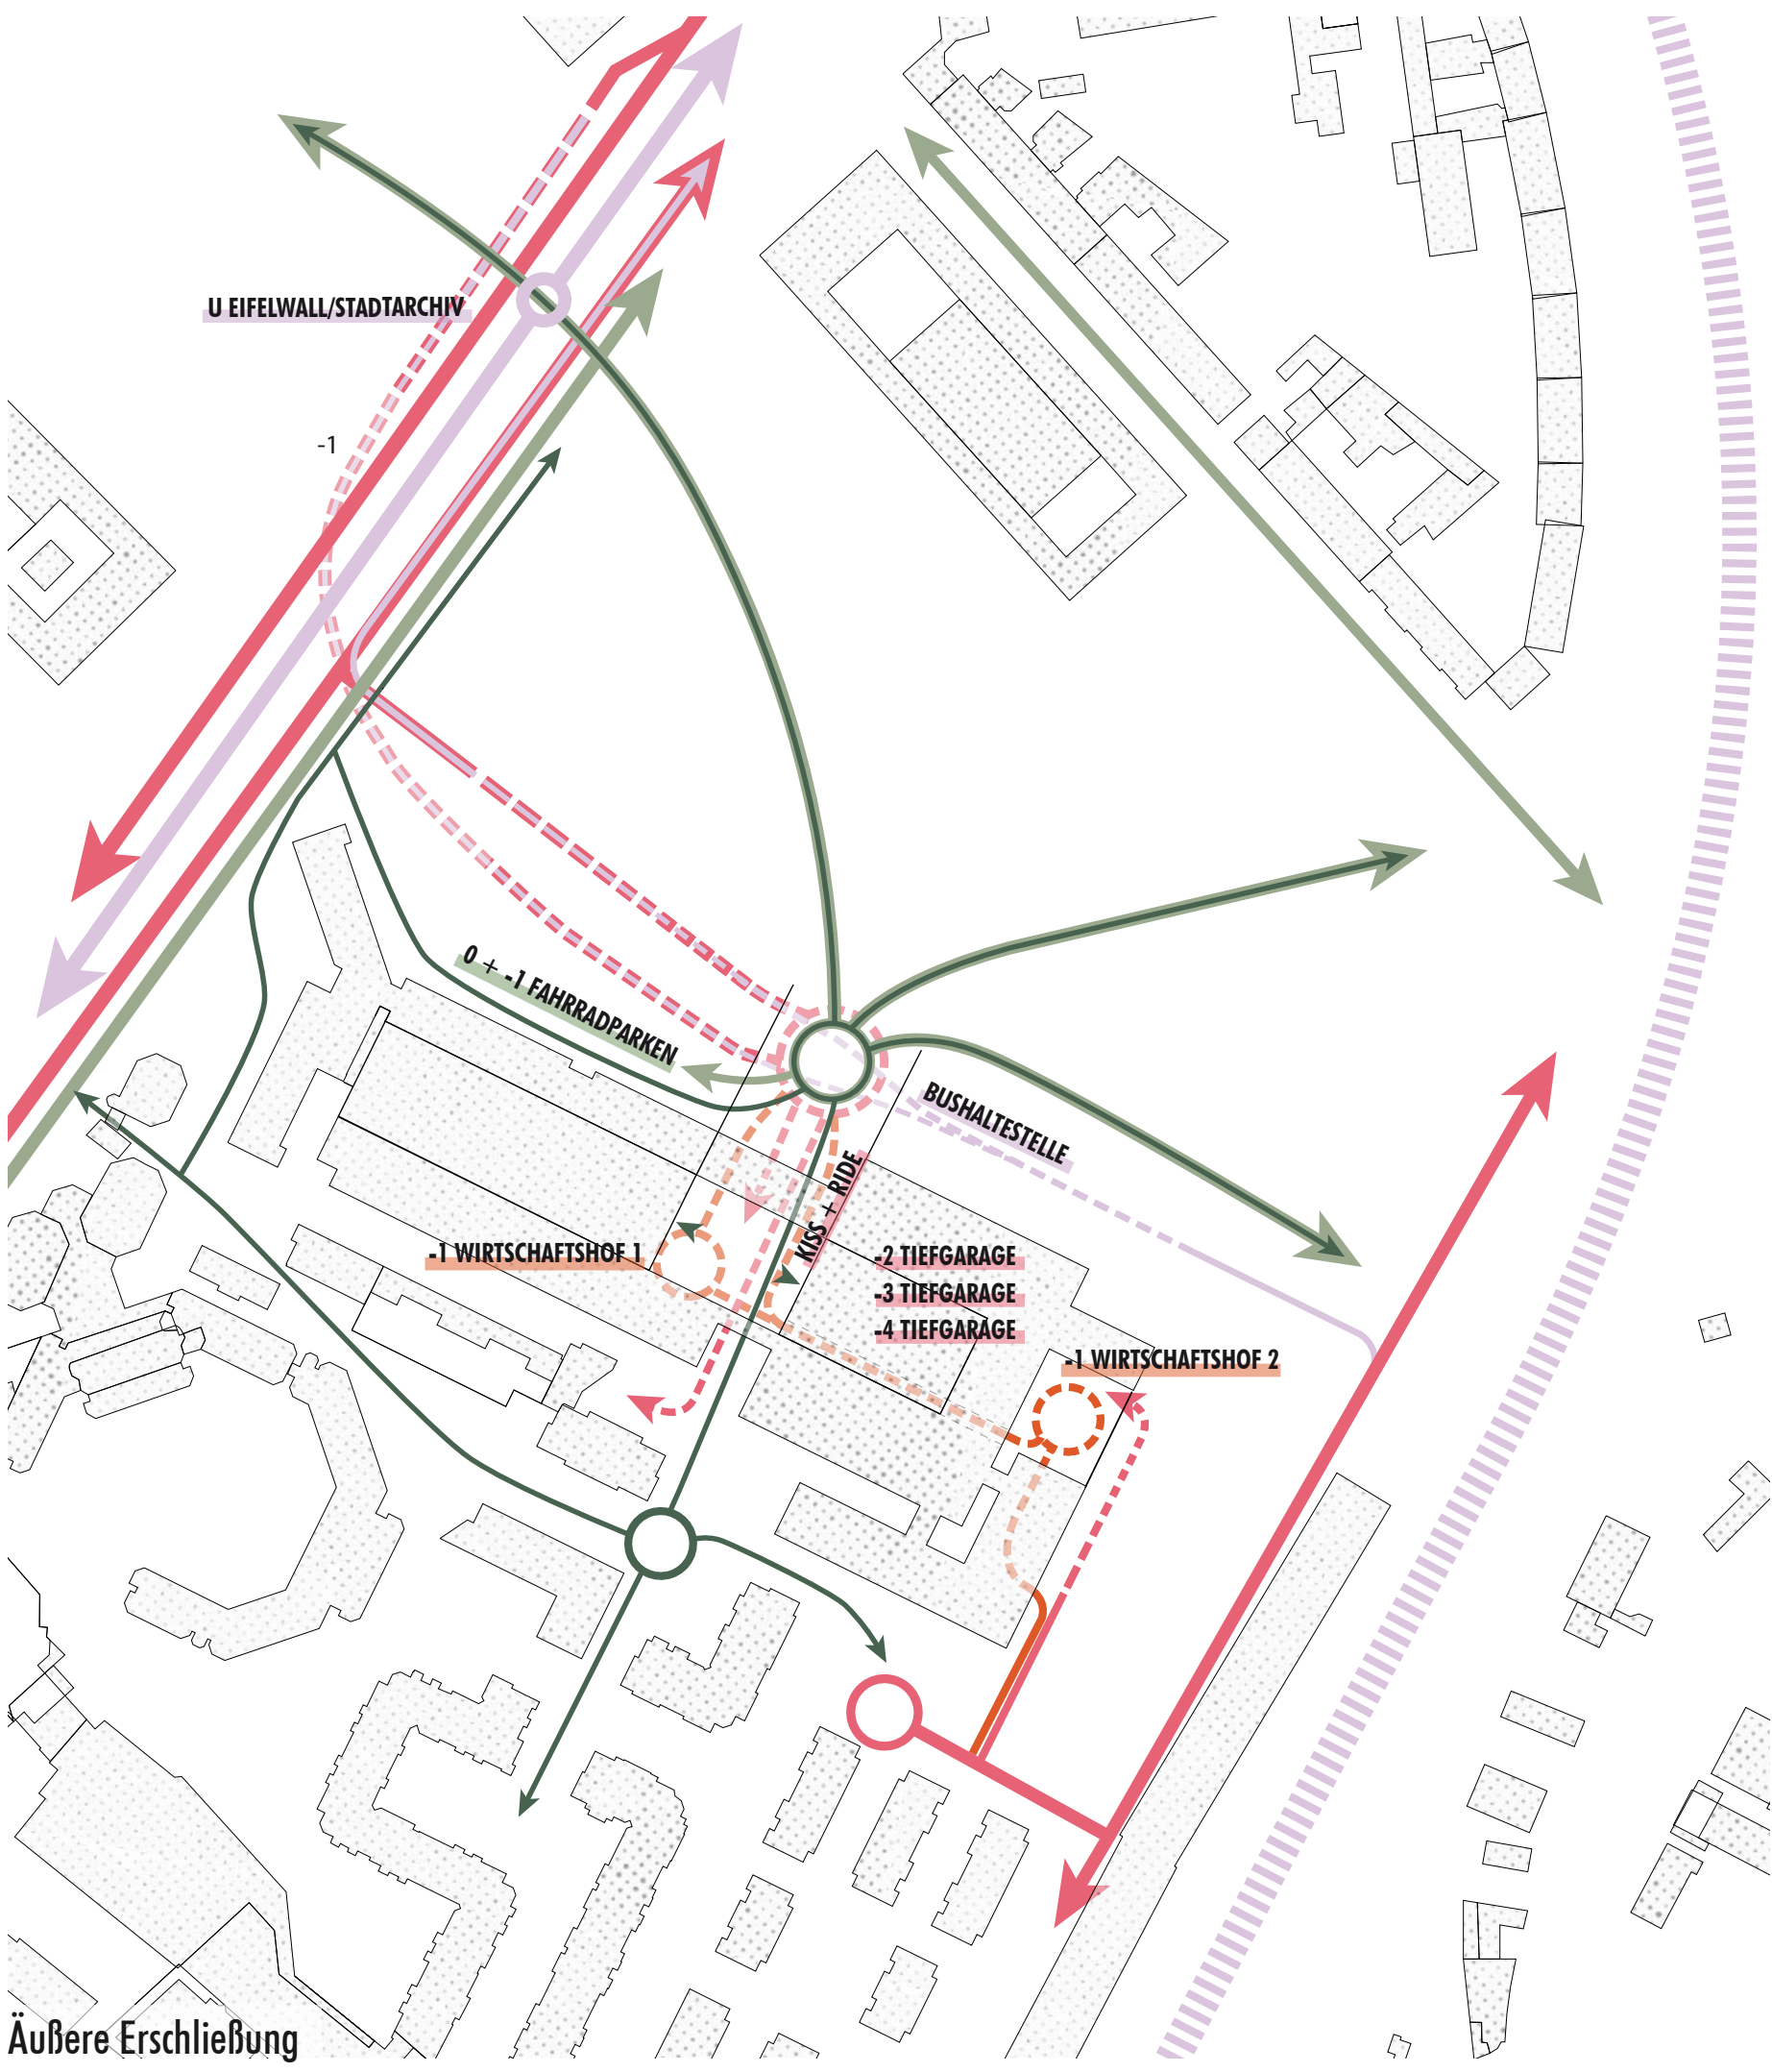 U EIFELWALL/STADTARCHIV
-1
0 + -1 FAHRRADPARKEN
BUSHALTESTELLE
KISS + RIDE
-1 WIRTSCHAFTSHOF 1
-2 TIEFGARAGE
-3 TIEFGARAGE
-4 TIEFGARAGE
-1 WIRTSCHAFTSHOF 2
Äußere Erschließung